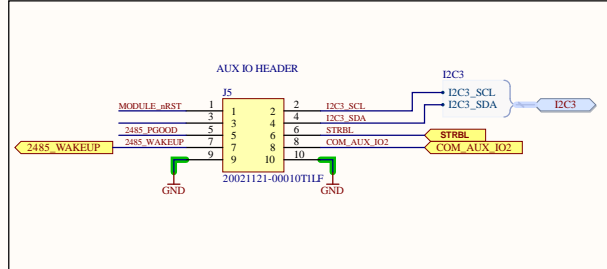 AUX IO HEADER
I2C3
J5
I2C3_SCL
I2C3_SDA
I2C3
MODULE_nRST 1 1 2 2 I2C3_SCL
3 3 4 4 I2C3_SDA
2485_PGOOD 5 5 6 6 STRBL STRBL
2485_WAKEUP 2485_WAKEUP 7 7 8 8 COM_AUX_IO2 COM_AUX_IO2
9 9 10 10
20021121-00010T1LF
GND GND